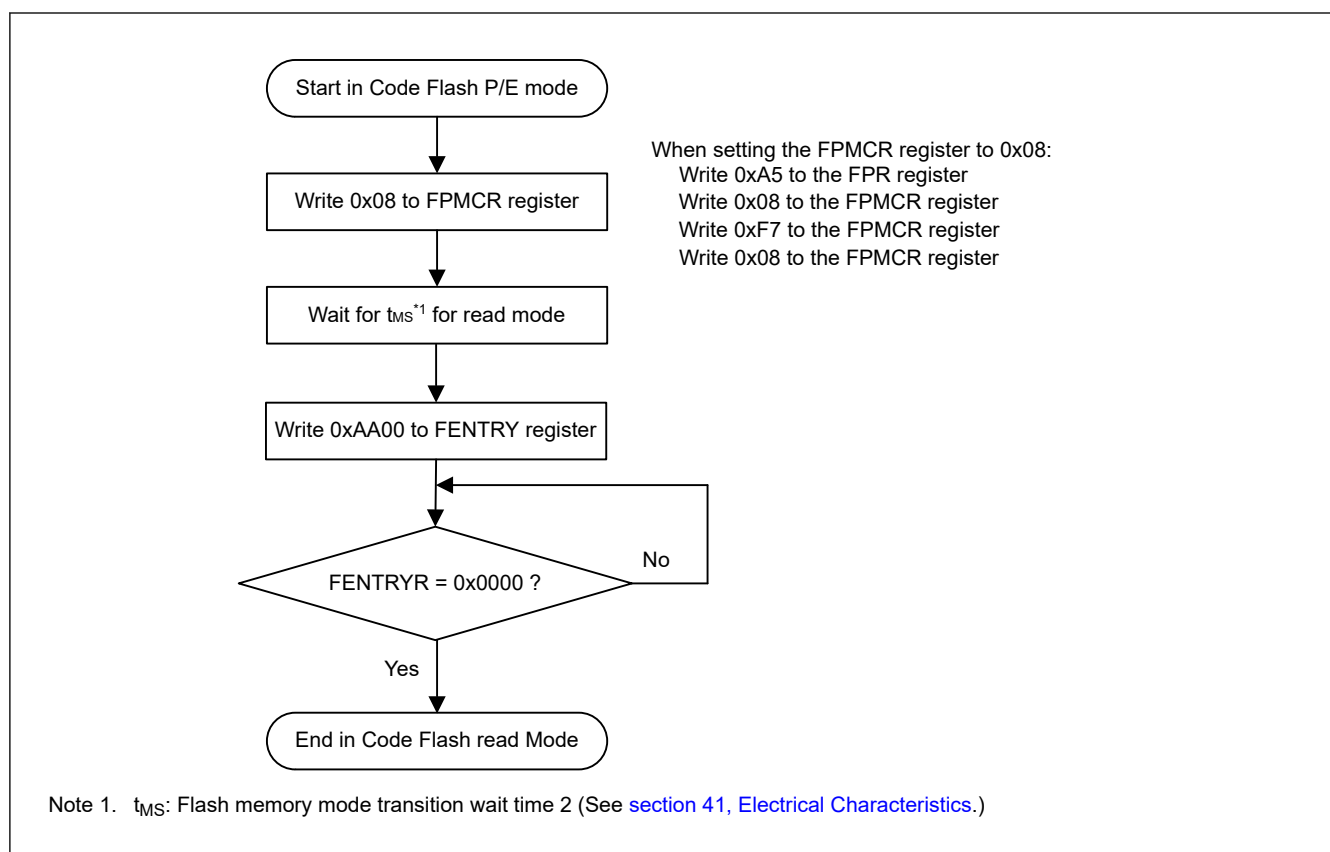 Start in Code Flash P/E mode
When setting the FPMCR register to 0x08:
Write 0xA5 to the FPR register
Write 0x08 to the FPMCR register
Write 0xF7 to the FPMCR register
Write 0x08 to the FPMCR register
Write 0x08 to FPMCR register
Wait for tMS*1 for read mode
Write 0xAA00 to FENTRY register
FENTRYR = 0x0000 ?
No
Yes
End in Code Flash read Mode
Note 1. tMS: Flash memory mode transition wait time 2 (See section 41, Electrical Characteristics.)